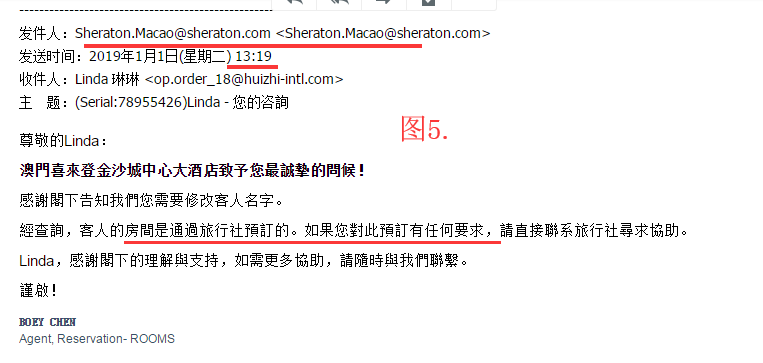 发件人：Sheraton.Macao@sheraton.com <Sheraton.Macao@sheraton.com>
发送时间：2019年1月1日(星期二) 13:19
收件人：Linda 琳琳 <op.order_18@huizhi-intl.com>
主 题：(Serial:78955426)Linda - 您的咨詢
图5.
尊敬的Linda：
澳門喜來登金沙城中心大酒店致予您最誠摯的問候！
感謝閣下告知我們您需要修改客人名字。
經查詢，客人的房間是通過旅行社預訂的。如果您對此預訂有任何要求，請直接聯系旅行社尋求協助。
Linda，感謝閣下的理解與支持，如需更多協助，請隨時與我們聯繫。
謹啟！
BOEY CHEN
Agent, Reservation- ROOMS